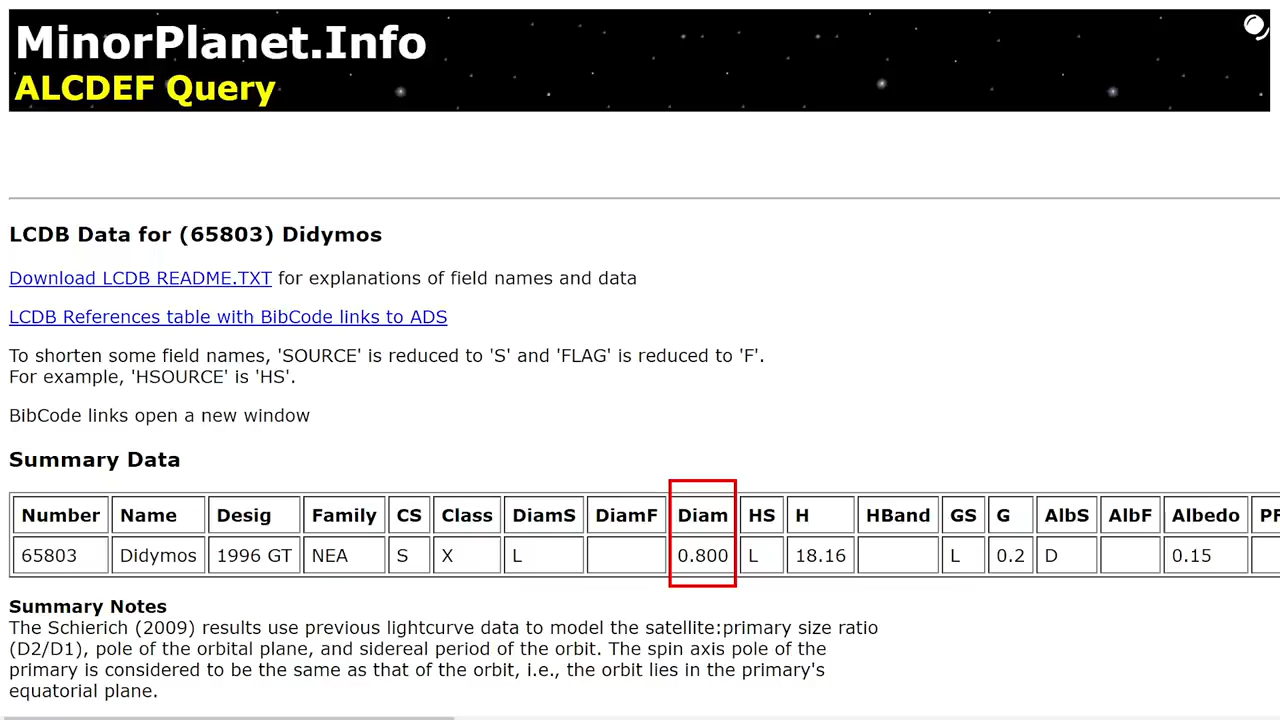 MinorPlanet.Info
ALCDEF Query
LCDB Data for (65803) Didymos
Download LCDB README.TXT for explanations of field names and data
LCDB References table with BibCode links to ADS
To shorten some field names, 'SOURCE' is reduced to 'S' and 'FLAG' is reduced to 'F'.
For example, 'HSOURCE' is 'HS'.
BibCode links open a new window
Summary Data
Number Name Desig Family CS Class DiamS DiamF Diam HS H HBand GS G AlbS AlbF Albedo PF
65803 Didymos 1996 GT NEA S X L 0.800 L 18.16 L 0.2 D 0.15
Summary Notes
The Schierich (2009) results use previous lightcurve data to model the satellite:primary size ratio
(D2/D1), pole of the orbital plane, and sidereal period of the orbit. The spin axis pole of the
primary is considered to be the same as that of the orbit, i.e., the orbit lies in the primary's
equatorial plane.